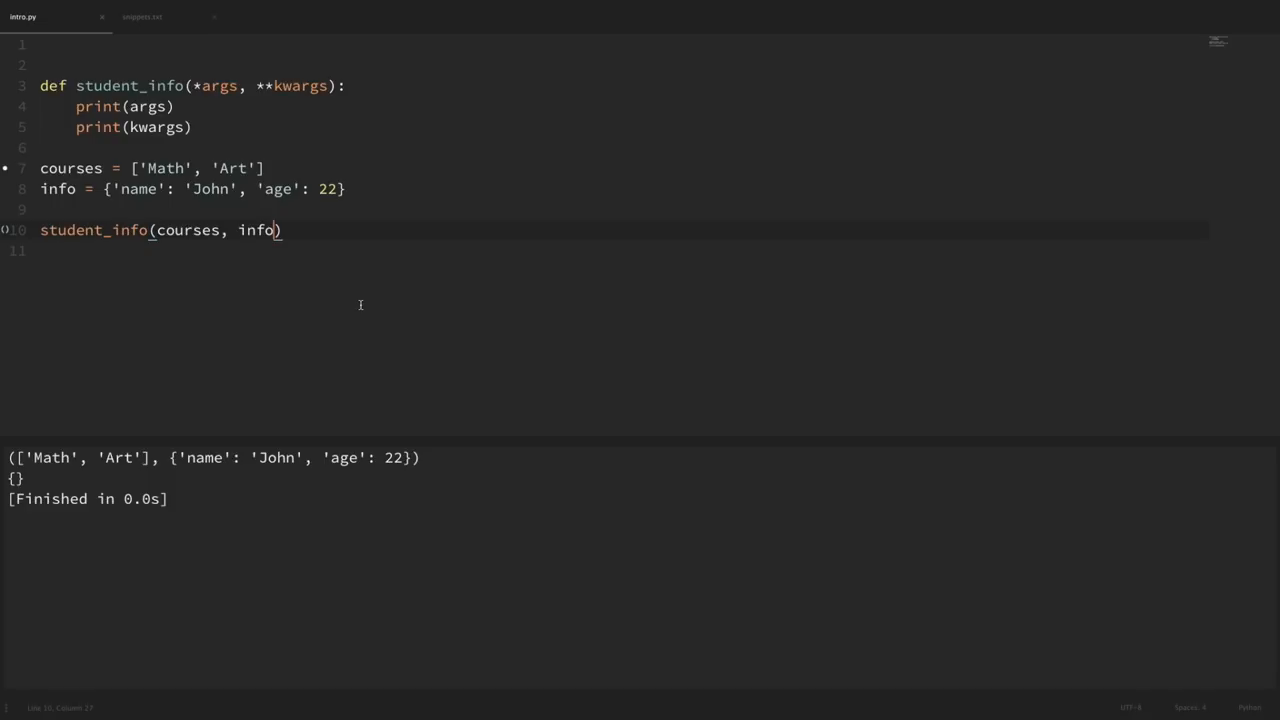 intro.py
snippets.txt
1
2
3 def student_info(*args, **kwargs):
4 print(args)
5 print(kwargs)
6
7 courses = ['Math', 'Art']
8 info = {'name': 'John', 'age': 22}
9
10 student_info(courses, info)
11
(['Math', 'Art'], {'name': 'John', 'age': 22})
{}
[Finished in 0.0s]
Line 10, Column 27
UTF-8
Spaces: 4
Python